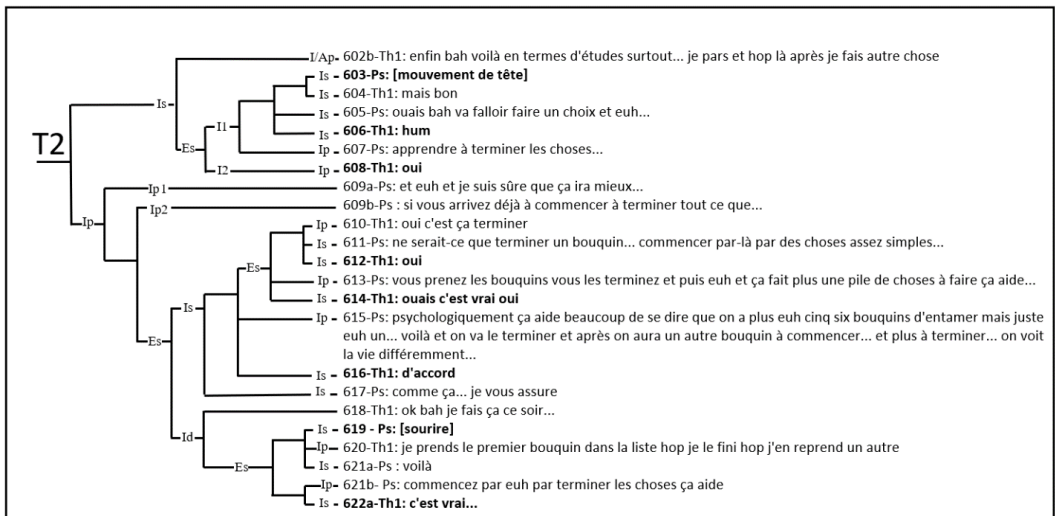 I/Ap- 602b-Th1: enfin bah voilà en termes d'études surtout... je pars et hop là après je fais autre chose
Is - 603-Ps: [mouvement de tête]
Is
Is - 604-Th1: mais bon
Is - 605-Ps: ouais bah va falloir faire un choix et euh...
I1
Is - 606-Th1: hum
T2
Es
Ip - 607-Ps: apprendre à terminer les choses...
I2
Ip - 608-Th1: oui
Ip 1
609a-Ps: et euh et je suis sûre que ça ira mieux...
Ip2
609b-Ps : si vous arrivez déjà à commencer à terminer tout ce que...
Ip
Ip - 610-Th1: oui c'est ça terminer
Is - 611-Ps: ne serait-ce que terminer un bouquin... commencer par-là par des choses assez simples...
Is - 612-Th1: oui
Es
Ip - 613-Ps: vous prenez les bouquins vous les terminez et puis euh et ça fait plus une pile de choses à faire ça aide...
Is - 614-Th1: ouais c'est vrai oui
Is
Ip - 615-Ps: psychologiquement ça aide beaucoup de se dire que on a plus euh cinq six bouquins d'entamer mais juste
euh un... voilà et on va le terminer et après on aura un autre bouquin à commencer... et plus à terminer... on voit
Es
la vie différemment...
Is - 616-Th1: d'accord
Is - 617-Ps: comme ça... je vous assure
618-Th1: ok bah je fais ça ce soir...
Is - 619 - Ps: [sourire]
Id
Ip- 620-Th1: je prends le premier bouquin dans la liste hop je le fini hop j'en reprend un autre
Es
Is - 621a-Ps : voilà
Ip- 621b- Ps: commencez par euh par terminer les choses ça aide
Is - 622a-Th1: c'est vrai...